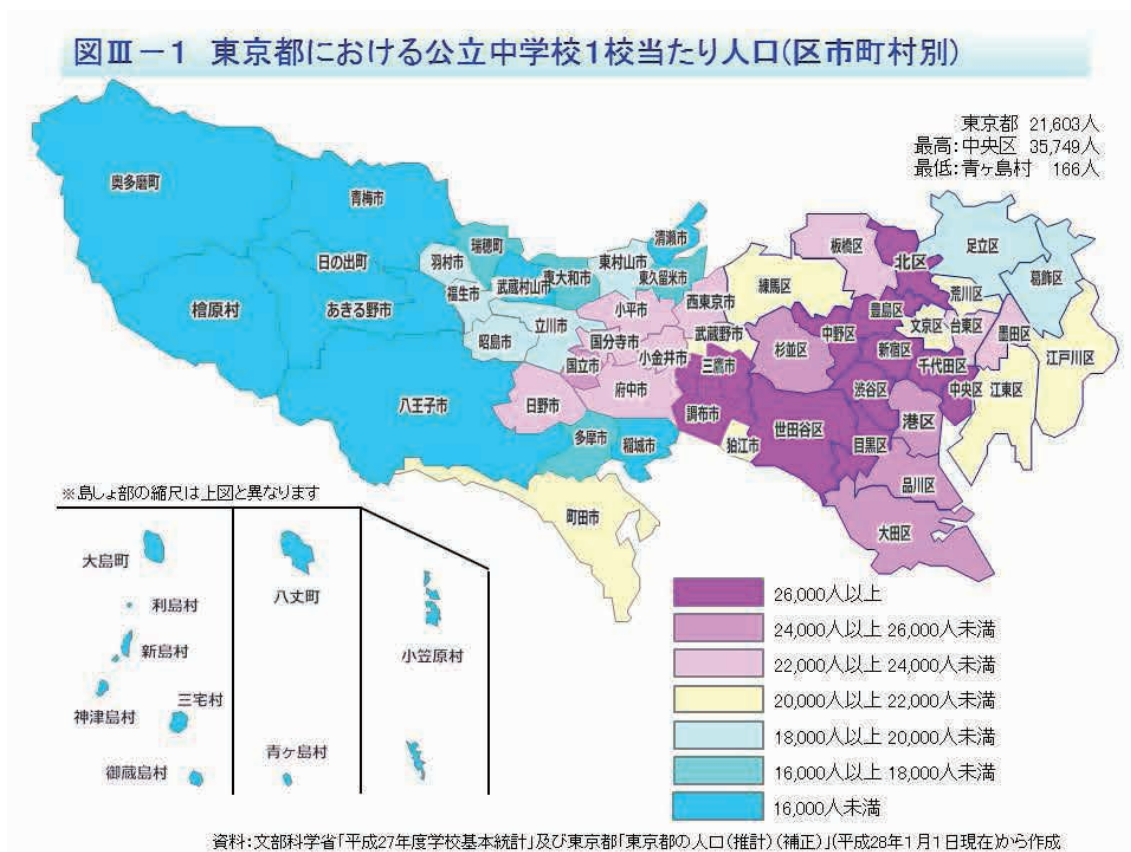 図Ⅲ－1 東京都における公立中学校1校当たり人口(区市町村別)
東京都 21,603人
最高:中央区 35,749人
最低:青ヶ島村 166人
奥多磨町
青梅市
瑞穂町
清瀬市
板橋区
北区
足立区
葛飾区
日の出町
羽村市
武蔵村山市
東大和市
東村山市
東久留米市
練馬区
荒川区
檜原村
あきる野市
福生市
小平市
西東京市
豊島区
文京区
台東区
墨田区
昭島市
立川市
国分寺市
武蔵野市
中野区
杉並区
新宿区
江戸川区
国立市
小金井市
三鷹市
千代田区
八王子市
日野市
府中市
調布市
渋谷区
中央区
江東区
世田谷区
港区
多摩市
稲城市
狛江市
目黒区
品川区
町田市
大田区
※島しょ部の縮尺は上図と異なります
大島町
利島村
新島村
神津島村
三宅村
御蔵島村
八丈町
青ヶ島村
小笠原村
26,000人以上
24,000人以上 26,000人未満
22,000人以上 24,000人未満
20,000人以上 22,000人未満
18,000人以上 20,000人未満
16,000人以上 18,000人未満
16,000人未満
資料:文部科学省「平成27年度学校基本統計」及び東京都「東京都の人口(推計)(補正)」(平成28年1月1日現在)から作成